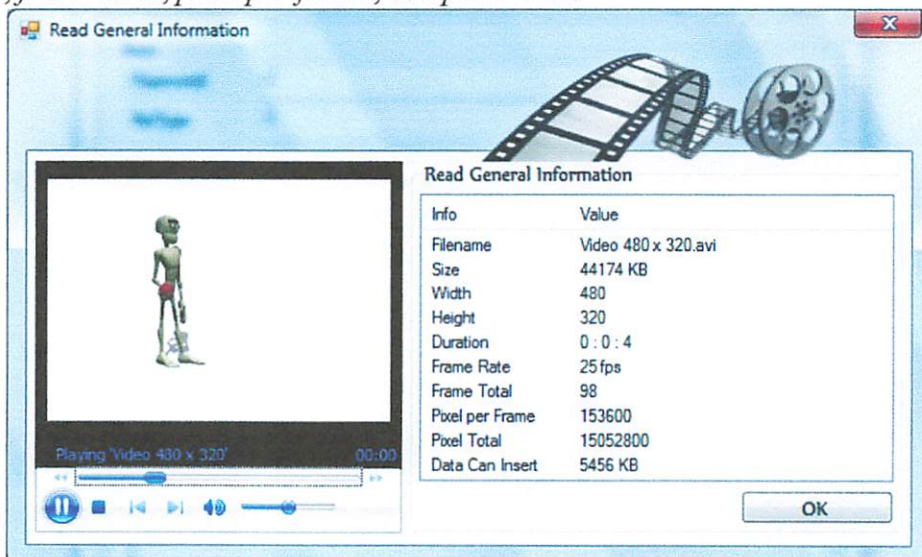 Read General Information
Read General Information
Info Value
Filename Video 480 x 320.avi
Size 44174 KB
Width 480
Height 320
Duration 0 : 0 : 4
Frame Rate 25 fps
Frame Total 98
Pixel per Frame 153600
Pixel Total 15052800
Data Can Insert 5456 KB
Playing 'Video 480 x 320' 00:00
OK